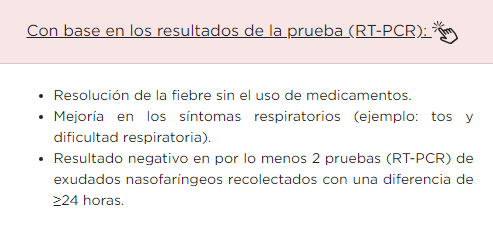 Con base en los resultados de la prueba (RT-PCR):
• Resolución de la fiebre sin el uso de medicamentos.
• Mejoría en los síntomas respiratorios (ejemplo: tos y
dificultad respiratoria).
• Resultado negativo en por lo menos 2 pruebas (RT-PCR) de
exudados nasofaríngeos recolectados con una diferencia de
≥24 horas.